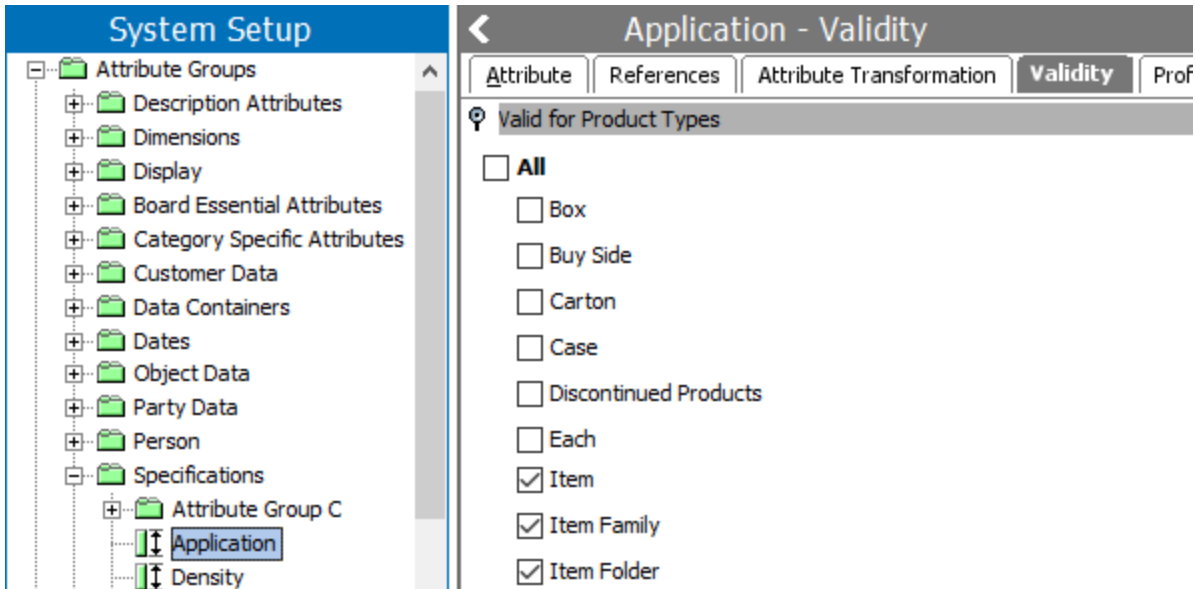 System Setup
Attribute Groups
Description Attributes
Dimensions
Display
Board Essential Attributes
Category Specific Attributes
Customer Data
Data Containers
Dates
Object Data
Party Data
Person
Specifications
Attribute Group C
Application
Density
Application - Validity
Attribute References Attribute Transformation Validity Prof
Valid for Product Types
All
Box
Buy Side
Carton
Case
Discontinued Products
Each
Item
Item Family
Item Folder